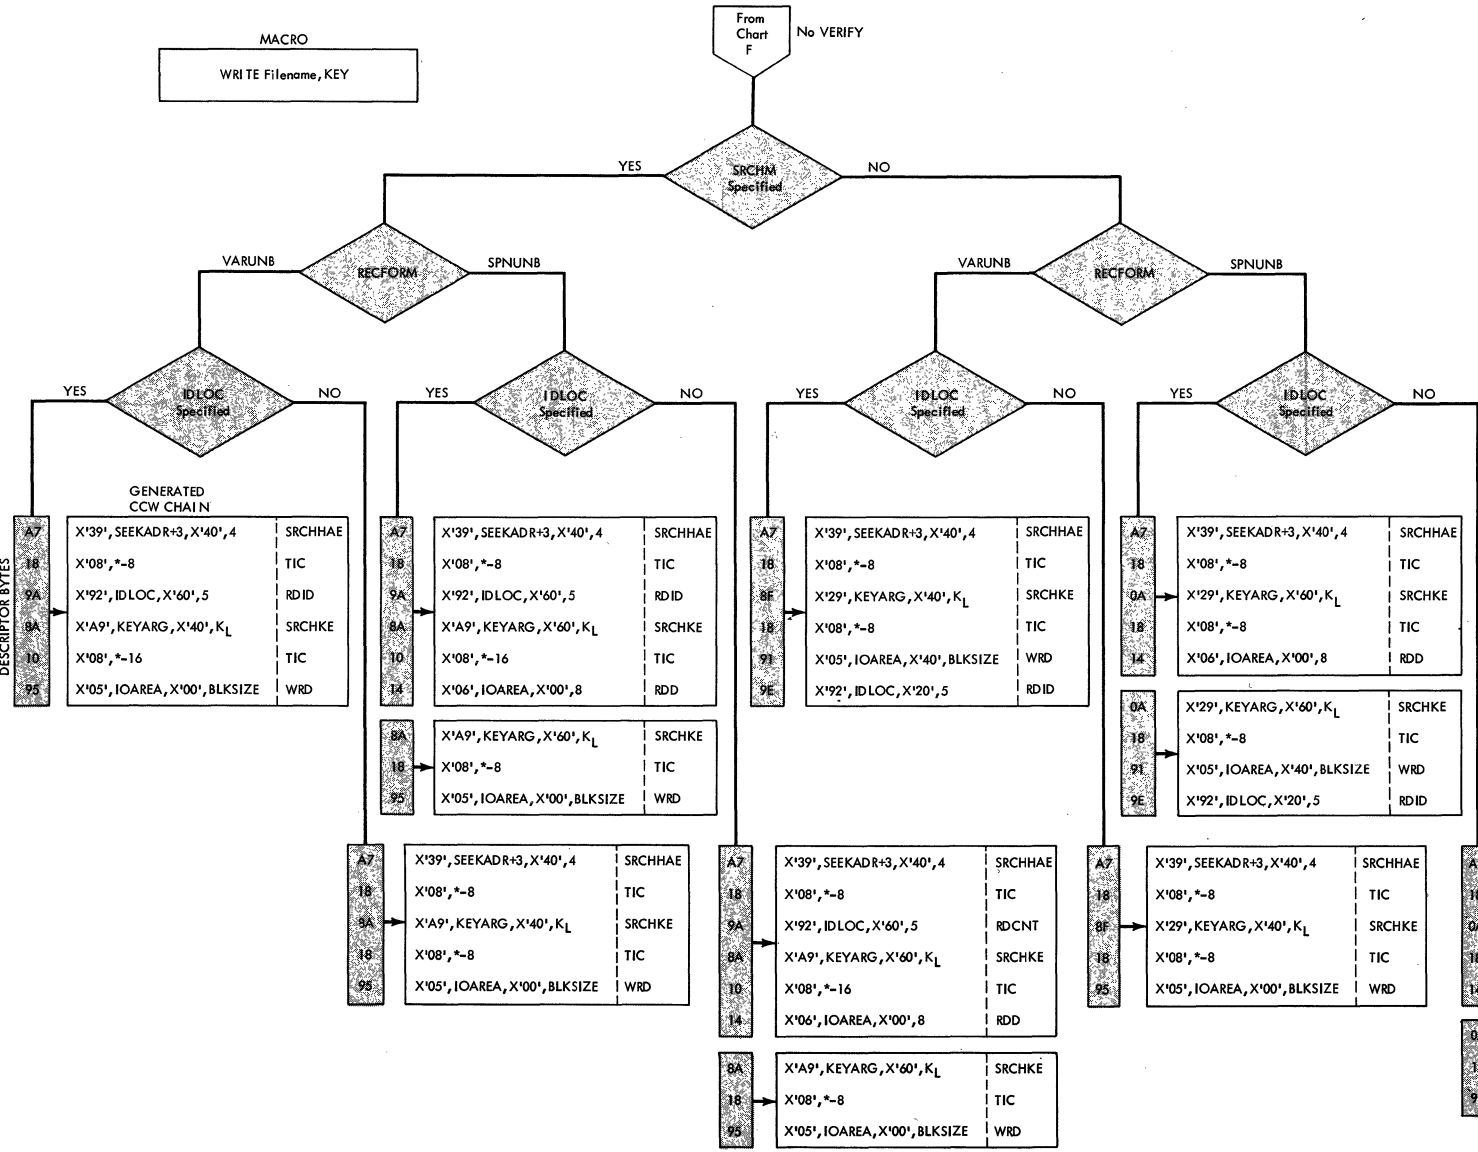 From
Chart
F
No VERIFY
MACRO
WRITE Filename,KEY
SRCHM
Specified
YES
NO
RECFORM
VARUNB
SPNUNB
RECFORM
VARUNB
SPNUNB
IDLOC
Specified
YES
NO
IDLOC
Specified
YES
NO
IDLOC
Specified
YES
NO
IDLOC
Specified
YES
NO
GENERATED
CCW CHAIN
DESCRIPTOR BYTES
A7 X'39',SEEKADR+3,X'40',4 SRCHHAE
18 X'08',*-8 TIC
9A X'92',IDLOC,X'60',5 RDID
8A X'A9',KEYARG,X'40',KL SRCHKE
10 X'08',*-16 TIC
95 X'05',IOAREA,X'00',BLKSIZE WRD
A7 X'39',SEEKADR+3,X'40',4 SRCHHAE
18 X'08',*-8 TIC
9A X'92',IDLOC,X'60',5 RDID
8A X'A9',KEYARG,X'60',KL SRCHKE
10 X'08',*-16 TIC
14 X'06',IOAREA,X'00',8 RDD
8A X'A9',KEYARG,X'60',KL SRCHKE
18 X'08',*-8 TIC
95 X'05',IOAREA,X'00',BLKSIZE WRD
A7 X'39',SEEKADR+3,X'40',4 SRCHHAE
18 X'08',*-8 TIC
8F X'29',KEYARG,X'40',KL SRCHKE
18 X'08',*-8 TIC
91 X'05',IOAREA,X'40',BLKSIZE WRD
9E X'92',IDLOC,X'20',5 RDID
A7 X'39',SEEKADR+3,X'40',4 SRCHHAE
18 X'08',*-8 TIC
0A X'29',KEYARG,X'60',KL SRCHKE
18 X'08',*-8 TIC
14 X'06',IOAREA,X'00',8 RDD
0A X'29',KEYARG,X'60',KL SRCHKE
18 X'08',*-8 TIC
91 X'05',IOAREA,X'40',BLKSIZE WRD
9E X'92',IDLOC,X'20',5 RDID
A7 X'39',SEEKADR+3,X'40',4 SRCHHAE
18 X'08',*-8 TIC
8A X'A9',KEYARG,X'40',KL SRCHKE
18 X'08',*-8 TIC
95 X'05',IOAREA,X'00',BLKSIZE WRD
A7 X'39',SEEKADR+3,X'40',4 SRCHHAE
18 X'08',*-8 TIC
9A X'92',IDLOC,X'60',5 RDCNT
8A X'A9',KEYARG,X'60',KL SRCHKE
10 X'08',*-16 TIC
14 X'06',IOAREA,X'00',8 RDD
8A X'A9',KEYARG,X'60',KL SRCHKE
18 X'08',*-8 TIC
95 X'05',IOAREA,X'00',BLKSIZE WRD
A7 X'39',SEEKADR+3,X'40',4 SRCHHAE
18 X'08',*-8 TIC
8F X'29',KEYARG,X'40',KL SRCHKE
18 X'08',*-8 TIC
95 X'05',IOAREA,X'00',BLKSIZE WRD